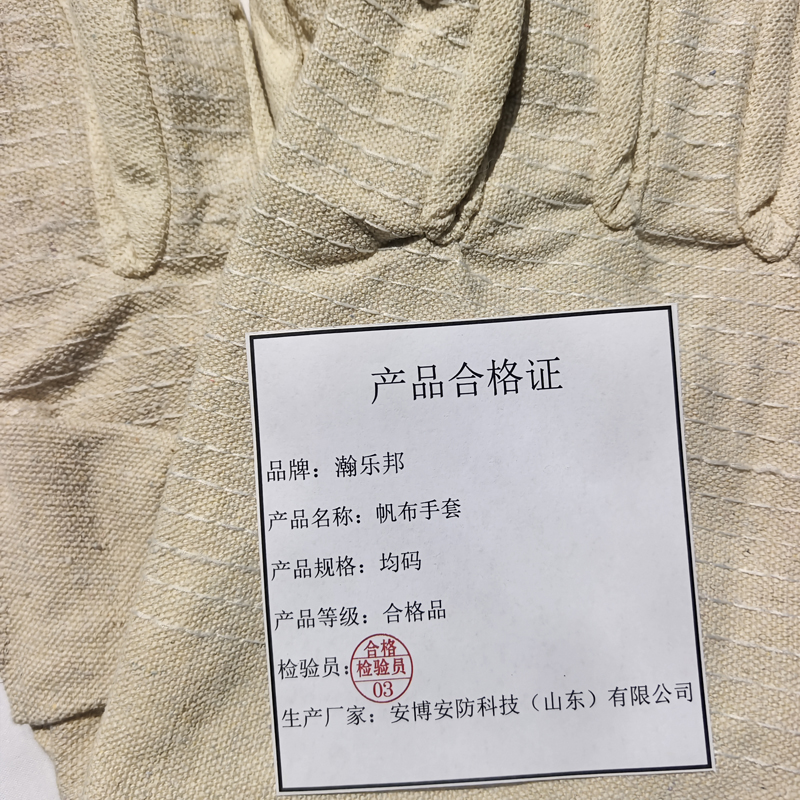 产品合格证
品牌：瀚乐邦
产品名称：帆布手套
产品规格：均码
产品等级：合格品
检验员：
合格
检验员
03
生产厂家：安博安防科技（山东）有限公司